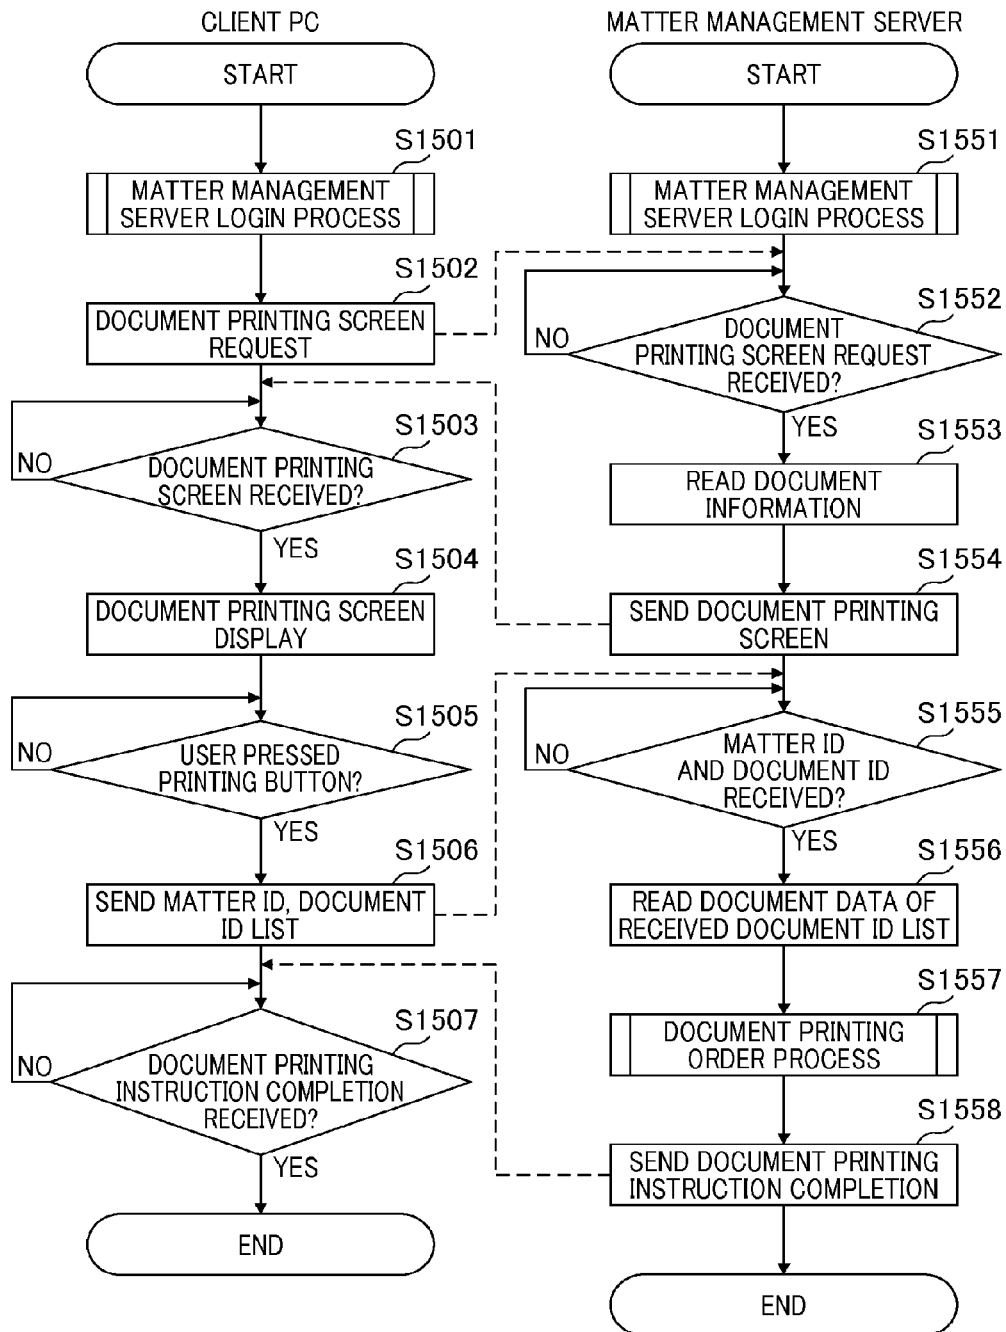 CLIENT PC
START
S1501
MATTER MANAGEMENT
SERVER LOGIN PROCESS
S1502
DOCUMENT PRINTING SCREEN
REQUEST
S1503
NO
DOCUMENT PRINTING
SCREEN RECEIVED?
YES
S1504
DOCUMENT PRINTING SCREEN
DISPLAY
S1505
NO
USER PRESSED
PRINTING BUTTON?
YES
S1506
SEND MATTER ID, DOCUMENT
ID LIST
S1507
NO
DOCUMENT PRINTING
INSTRUCTION COMPLETION
RECEIVED?
YES
END
MATTER MANAGEMENT SERVER
START
S1551
MATTER MANAGEMENT
SERVER LOGIN PROCESS
S1552
NO
DOCUMENT
PRINTING SCREEN REQUEST
RECEIVED?
YES
S1553
READ DOCUMENT
INFORMATION
S1554
SEND DOCUMENT PRINTING
SCREEN
S1555
NO
MATTER ID
AND DOCUMENT ID
RECEIVED?
YES
S1556
READ DOCUMENT DATA OF
RECEIVED DOCUMENT ID LIST
S1557
DOCUMENT PRINTING
ORDER PROCESS
S1558
SEND DOCUMENT PRINTING
INSTRUCTION COMPLETION
END